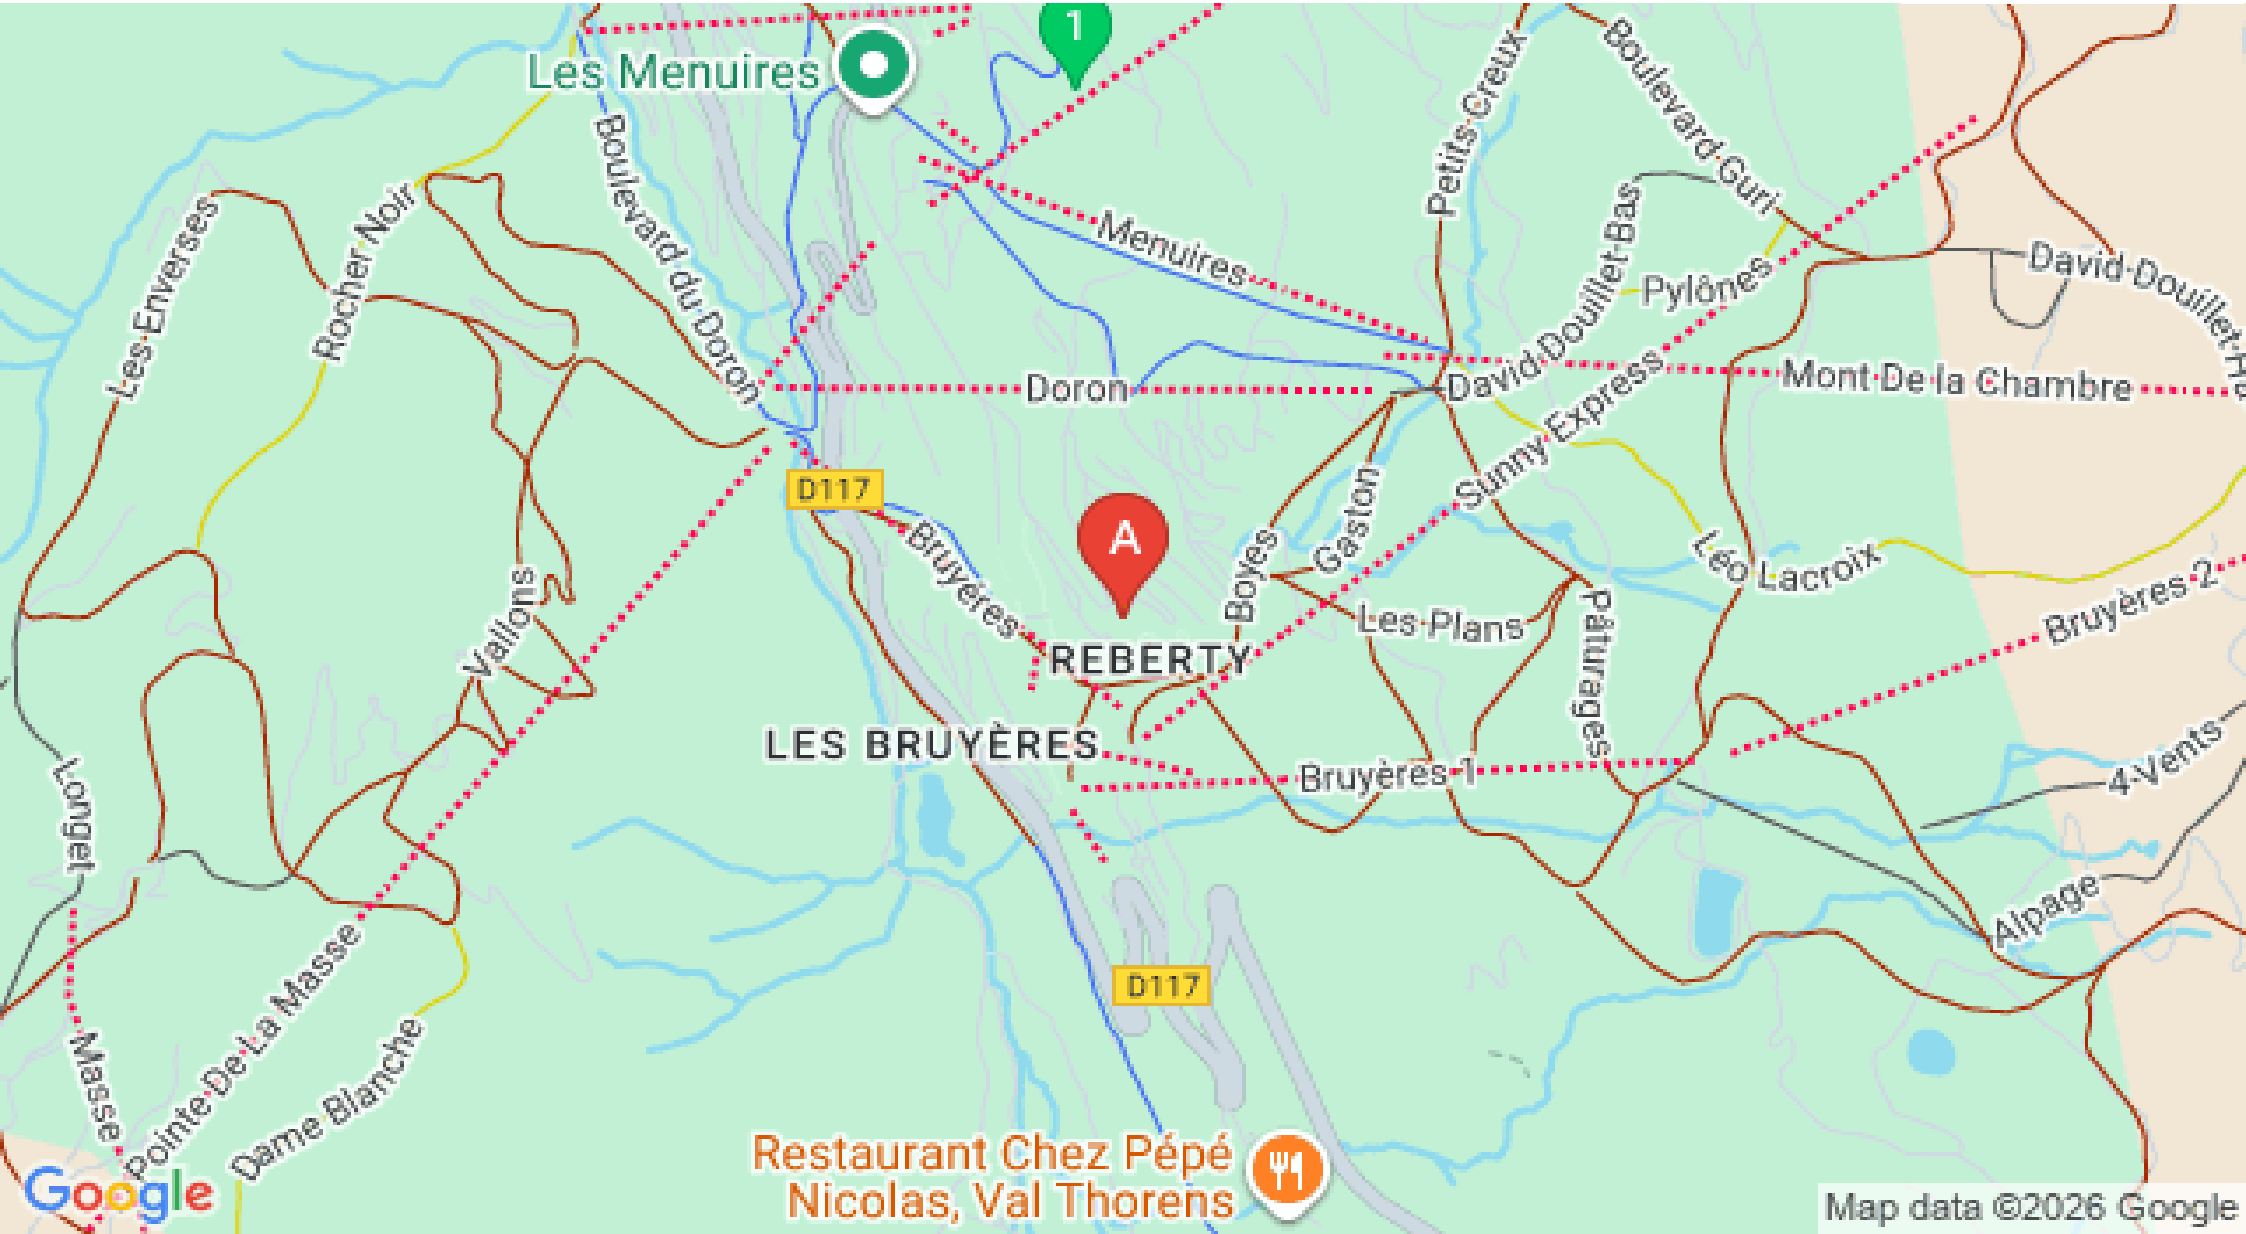 1
Les Menuires
Boulevard du Doron
Petits Creux
Boulevard Guri
Rocher Noir
Les Enverses
Menuires
David Douillet Bas
Pylônes
David Douillet H
Doron
Mont De la Chambre
Sunny Express
D117
Gaston
A
Bruyères
Boyes
Léo Lacroix
Bruyères 2
Les Plans
Pâturages
Vallons
REBERTY
LES BRUYÈRES
Bruyères 1
4 Vents
Longet
Alpage
D117
Pointe De La Masse
Masse
Dame Blanche
Restaurant Chez Pépé
Nicolas, Val Thorens
Google
Map data ©2026 Google